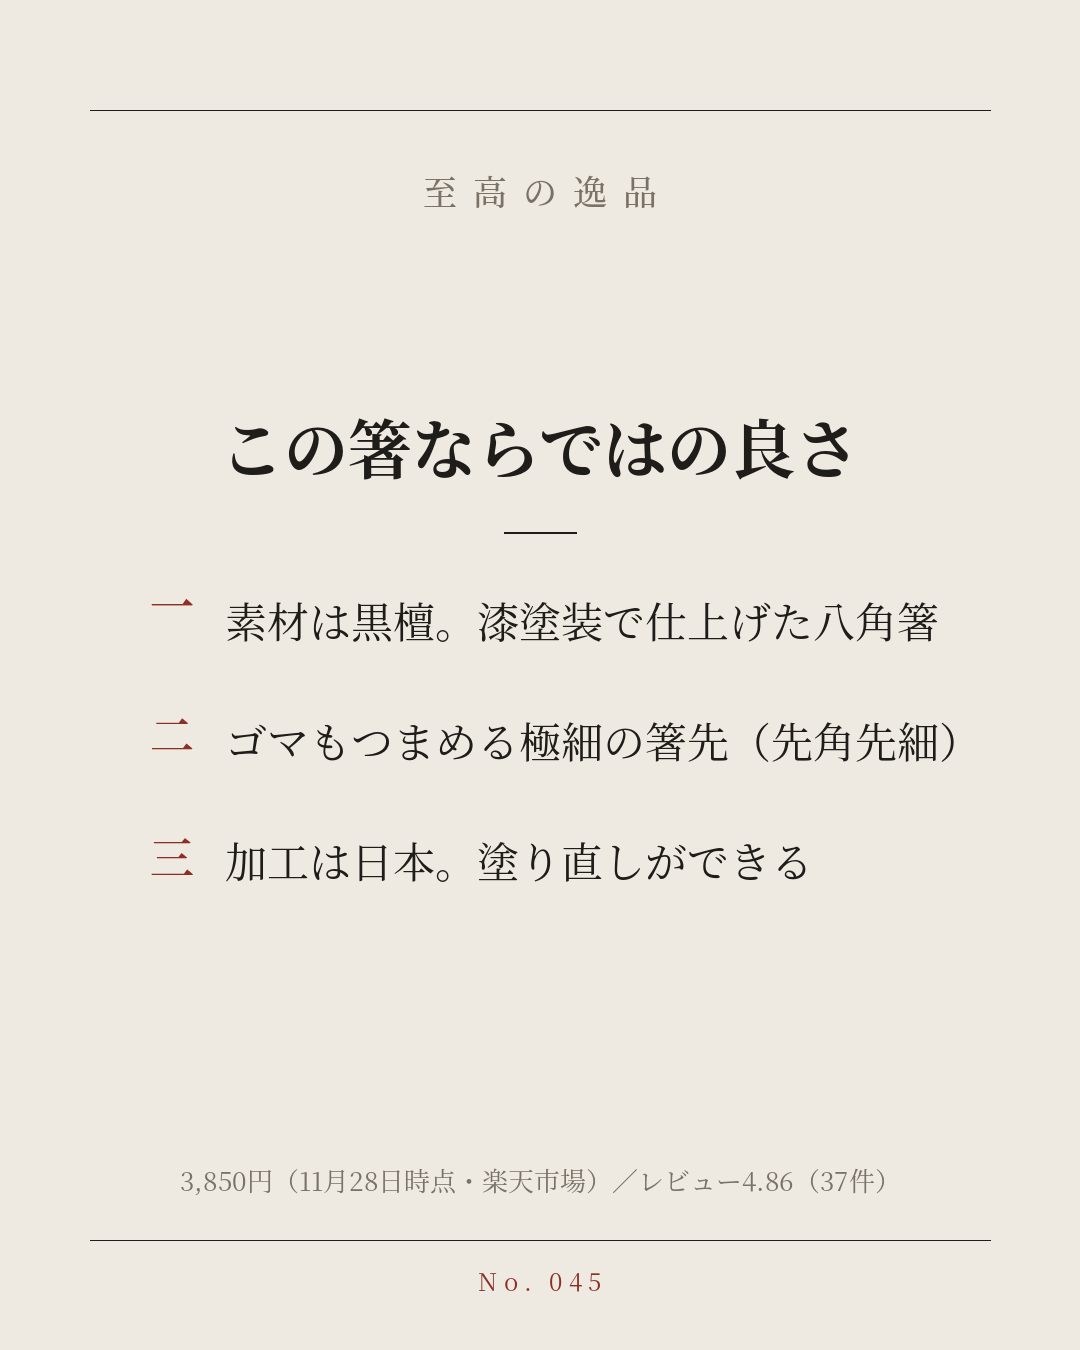 至高の逸品
この箸ならではの良さ
一 素材は黒檀。漆塗装で仕上げた八角箸
二 ゴマもつまめる極細の箸先（先角先細）
三 加工は日本。塗り直しができる
3,850円（11月28日時点・楽天市場）／レビュー4.86（37件）
No. 045